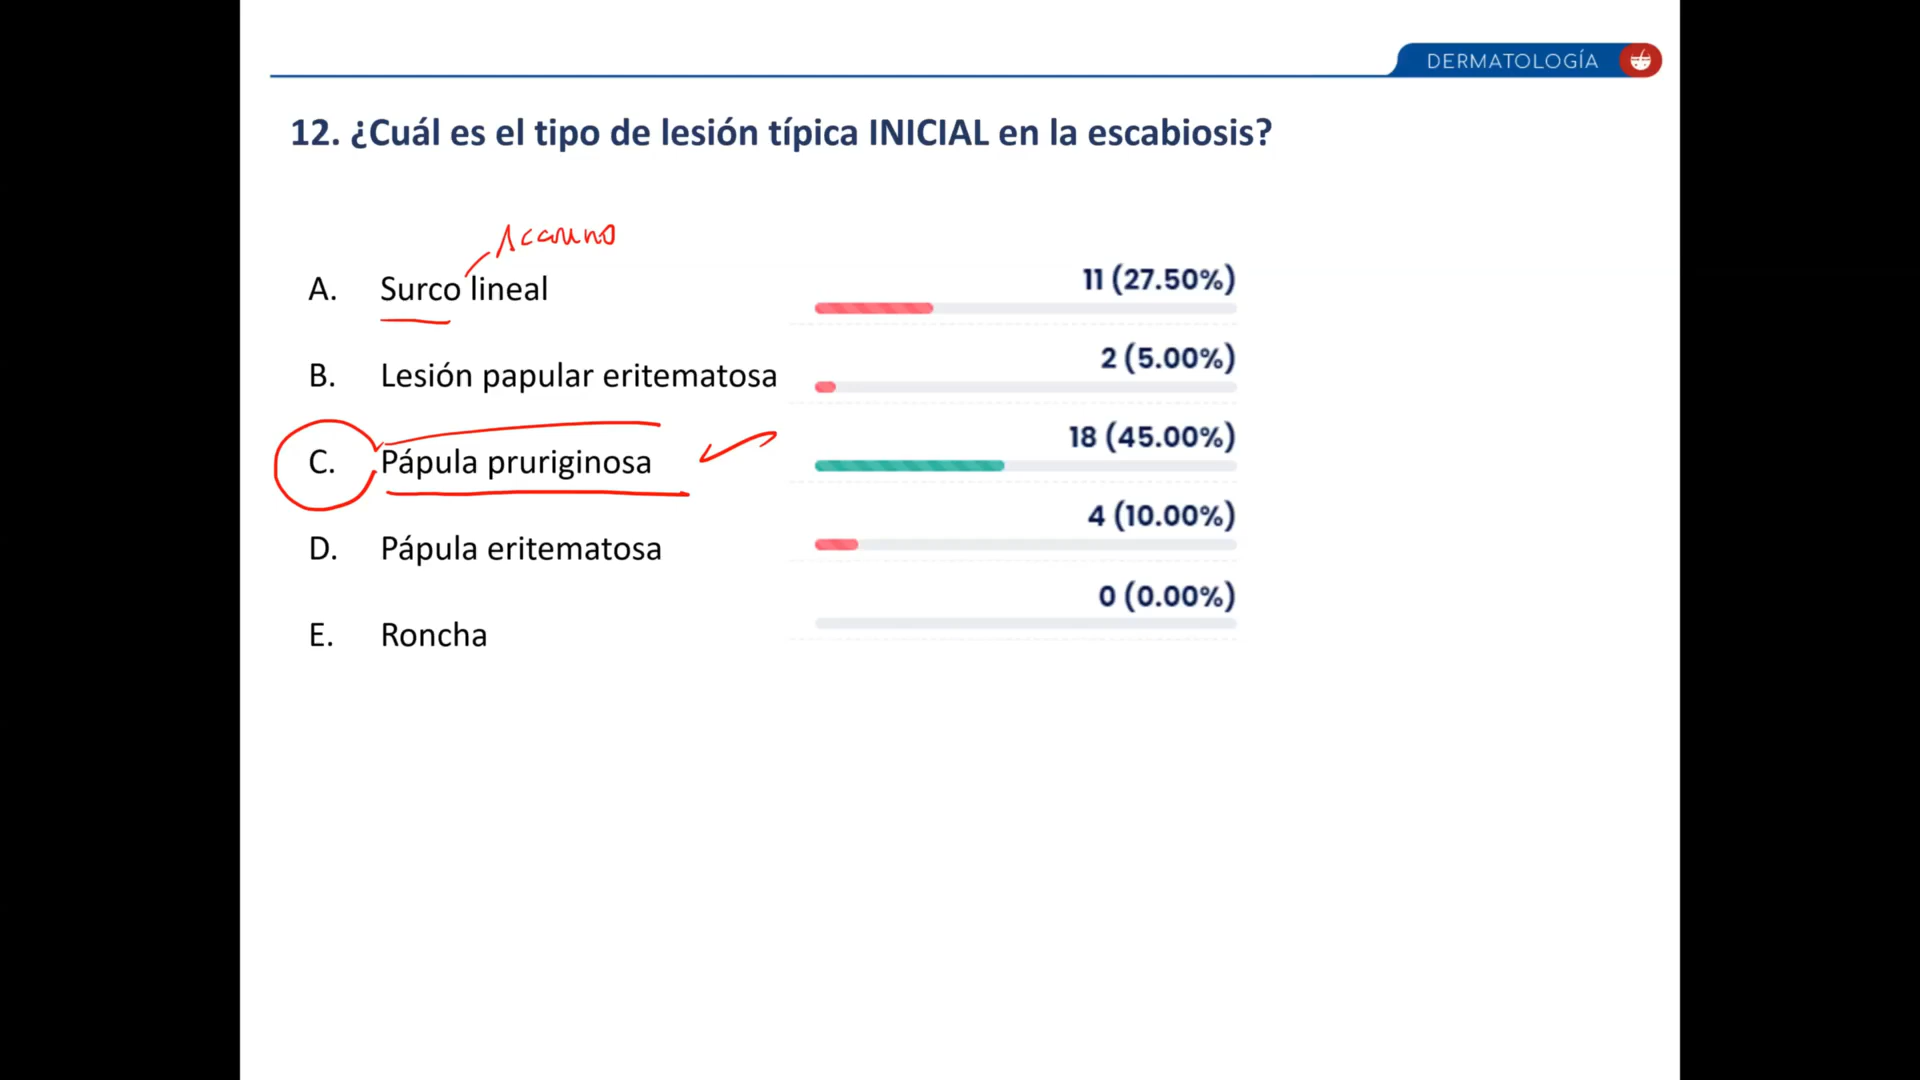 DERMATOLOGÍA
12. ¿Cuál es el tipo de lesión típica INICIAL en la escabiosis?
Acarino
A. Surco lineal
11 (27.50%)
B. Lesión papular eritematosa
2 (5.00%)
C. Pápula pruriginosa
18 (45.00%)
D. Pápula eritematosa
4 (10.00%)
E. Roncha
0 (0.00%)